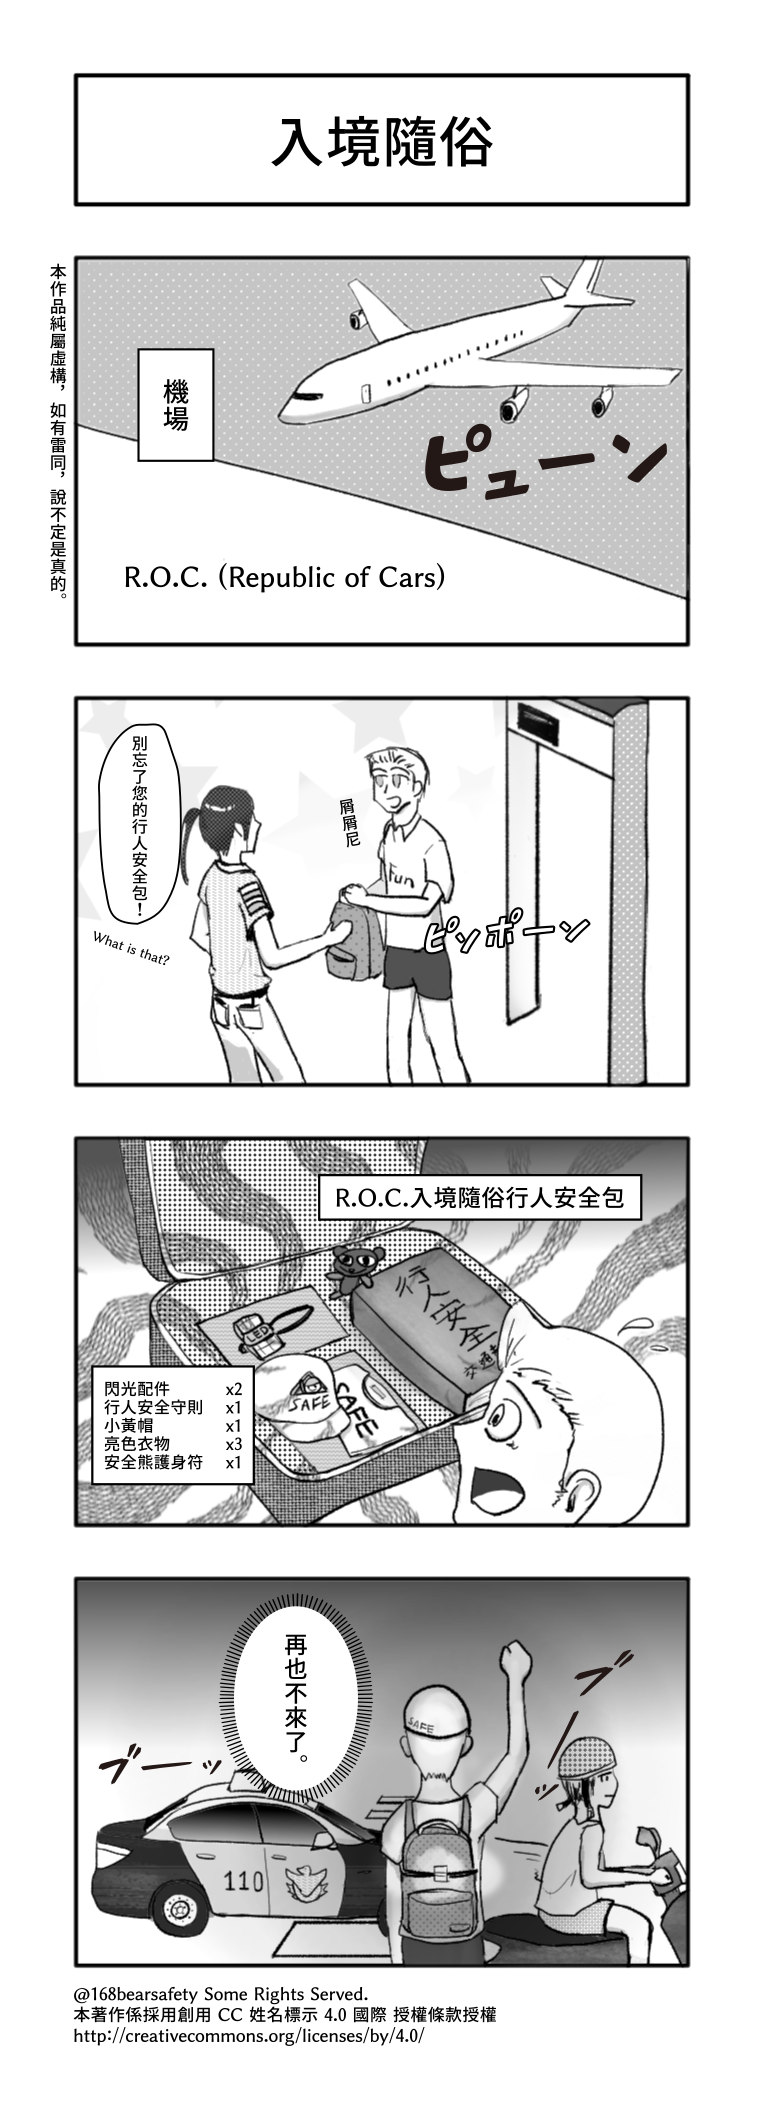 入境隨俗
本作品純屬虛構，如有雷同，說不定是真的。
機場
ピューン
R.O.C. (Republic of Cars)
別忘了您的行人安全包！
What is that?
屑屑尼
Fun
ピンポーン
R.O.C.入境隨俗行人安全包
行人安全
LED
SAFE
SAFE
閃光配件 x2
行人安全守則 x1
小黃帽 x1
亮色衣物 x3
安全熊護身符 x1
再也不來了。
SAFE
ブーッ
ブーッ
110
@168bearsafety Some Rights Served.
本著作係採用創用 CC 姓名標示 4.0 國際 授權條款授權
http://creativecommons.org/licenses/by/4.0/